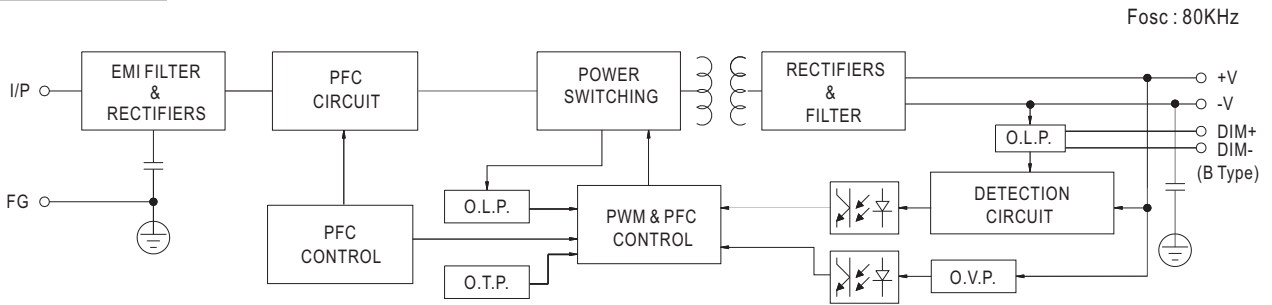 Fosc : 80KHz
I/P
EMI FILTER
&
RECTIFIERS
PFC
CIRCUIT
POWER
SWITCHING
RECTIFIERS
&
FILTER
+V
-V
DIM+
DIM-
(B Type)
O.L.P.
FG
PFC
CONTROL
O.L.P.
O.T.P.
PWM & PFC
CONTROL
DETECTION
CIRCUIT
O.V.P.